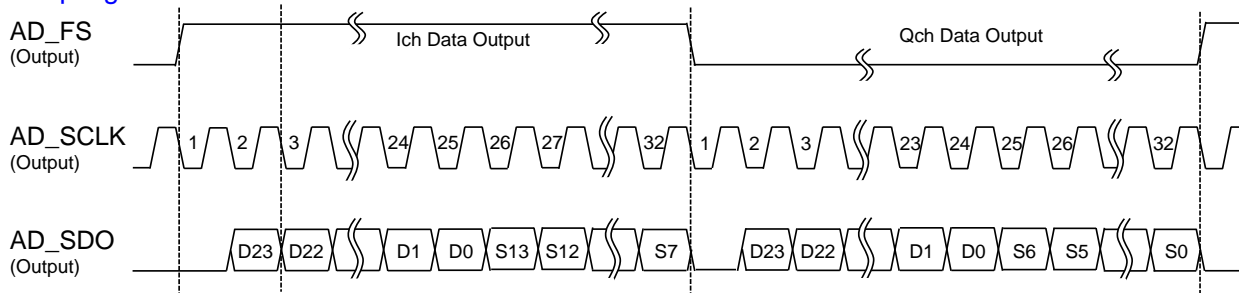 AD_FS
(Output)
Ich Data Output
Qch Data Output
AD_SCLK
(Output)
1 2 3 24 25 26 27 32 1 2 3 23 24 25 26 32
AD_SDO
(Output)
D23 D22 D1 D0 S13 S12 S7 D23 D22 D1 D0 S6 S5 S0